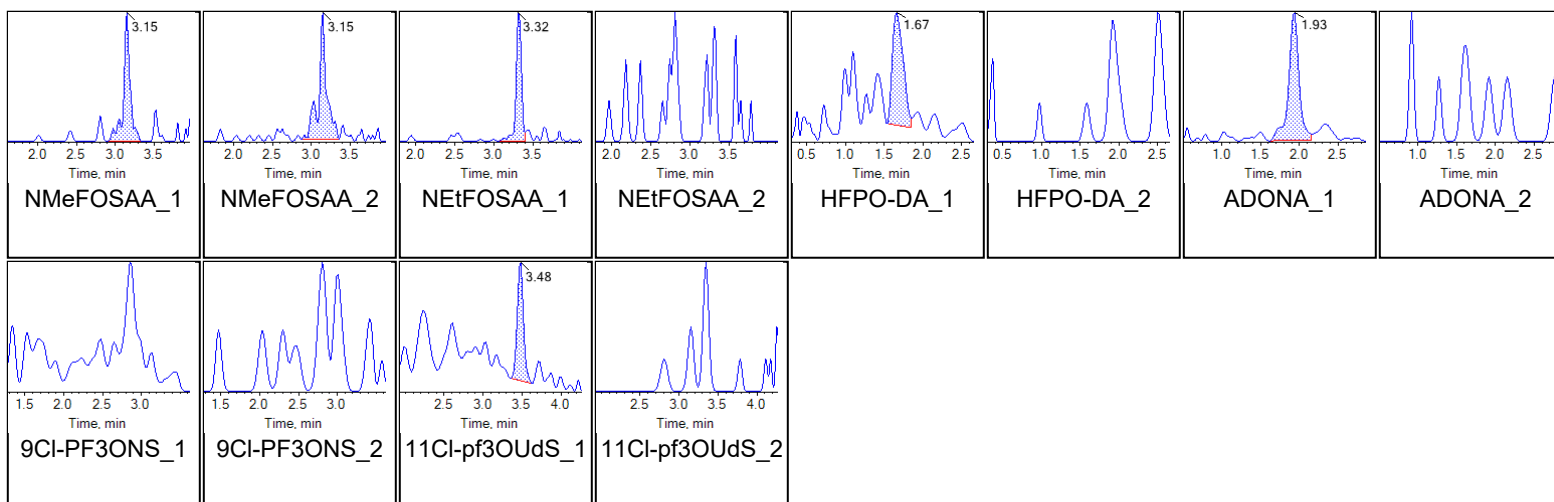 3.15 3.15 3.32 1.67 1.93
2.0 2.5 3.0 3.5 2.0 2.5 3.0 3.5 2.0 2.5 3.0 3.5 2.0 2.5 3.0 3.5 0.5 1.0 1.5 2.0 2.5 0.5 1.0 1.5 2.0 2.5 1.0 1.5 2.0 2.5 1.0 1.5 2.0 2.5
Time, min Time, min Time, min Time, min Time, min Time, min Time, min Time, min
NMeFOSAA_1 NMeFOSAA_2 NEtFOSAA_1 NEtFOSAA_2 HFPO-DA_1 HFPO-DA_2 ADONA_1 ADONA_2
3.48
1.5 2.0 2.5 3.0 1.5 2.0 2.5 3.0 2.5 3.0 3.5 4.0 2.5 3.0 3.5 4.0
Time, min Time, min Time, min Time, min
9Cl-PF3ONS_1 9Cl-PF3ONS_2 11Cl-pf3OUdS_1 11Cl-pf3OUdS_2